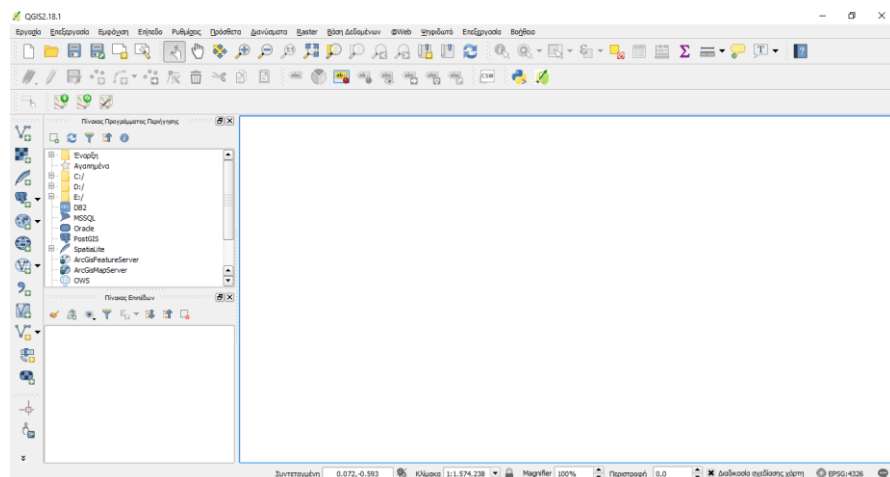 QGIS2.18.1
Εργασία Επεξεργασία Εμφάνιση Επίπεδο Ρυθμίσεις Πρόσθετα Διανύσματα Raster Βάση Δεδομένων @Web Ψηφιδωτό Επεξεργασία Βοήθεια
CSW
Πίνακας Προγράμματος Περιήγησης
Έναρξη
Αγαπημένα
C:/
D:/
E:/
DB2
MSSQL
Oracle
PostGIS
SpatiaLite
ArcGisFeatureServer
ArcGisMapServer
OWS
Πίνακας Επιπέδων
Συντεταγμένη 0.072,-0.593 Κλίμακα 1:1.574.238 Magnifier 100% Περιστροφή 0,0 Διαδικασία σχεδίασης χάρτη EPSG:4326